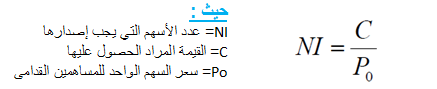 حيث :
NI= عدد الأسهم التي يجب إصدارها
C= القيمة المراد الحصول عليها
Po= سعر السهم الواحد للمساهمين القدامى
NI = C / P₀